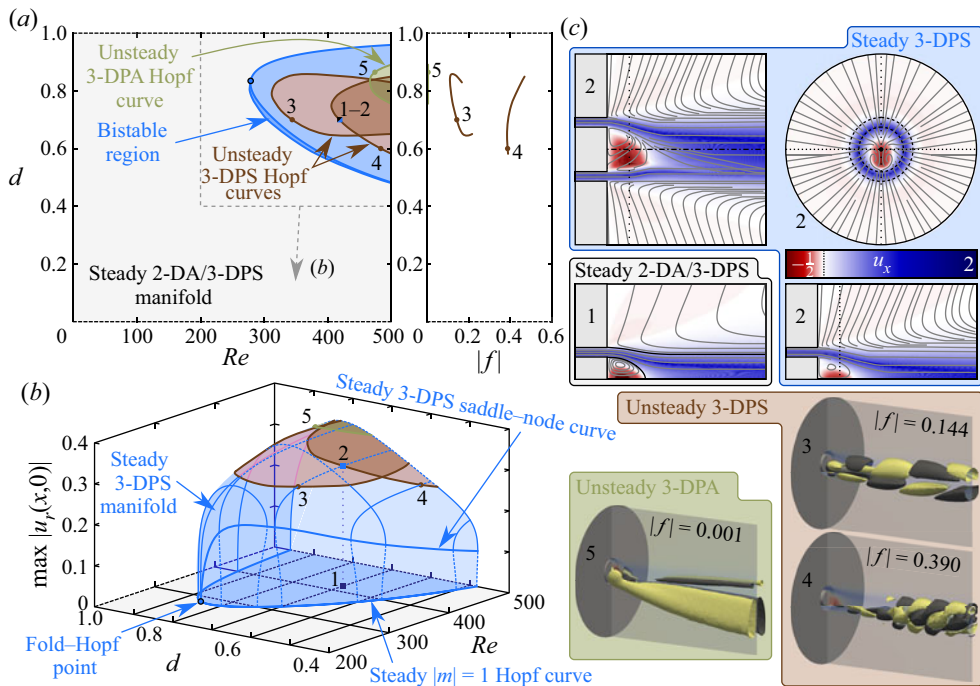 (a)
1.0
0.8
0.6
0.4
0.2
d
Unsteady
3-DPA Hopf
curve
Bistable
region
5
3
1–2
4
Unsteady
3-DPS Hopf
curves
(b)
Steady 2-DA/3-DPS
manifold
0
100
200
300
400
500
Re
1.0
0.8
0.6
0.4
0.2
5
3
4
0
0.2
0.4
0.6
|f|
(b)
Steady 3-DPS saddle–node curve
Steady
3-DPS
manifold
max |u_r(x,0)|
0.4
0.3
0.2
0.1
0
5
2
3
4
1
1.0
0.8
0.6
0.4
d
200
300
400
500
Re
Fold–Hopf
point
Steady |m| = 1 Hopf curve
(c)
Steady 3-DPS
2
2
–1/2
u_x
2
Steady 2-DA/3-DPS
1
2
Unsteady 3-DPS
|f| = 0.144
3
Unsteady 3-DPA
|f| = 0.001
5
|f| = 0.390
4